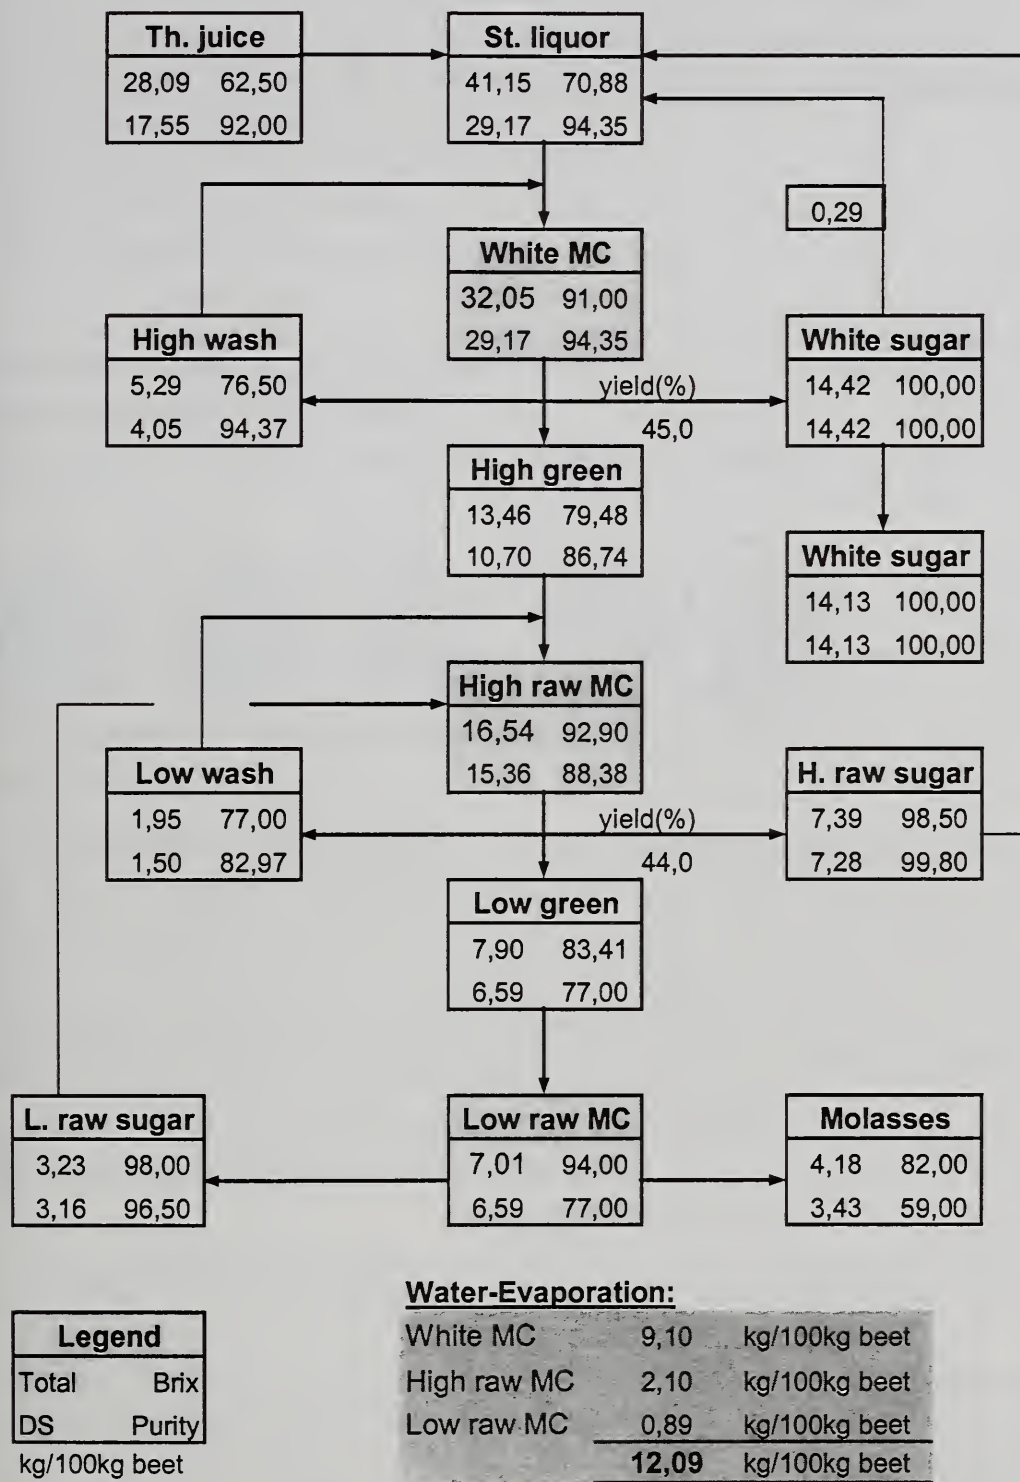 Th. juice
28,09 62,50
17,55 92,00
St. liquor
41,15 70,88
29,17 94,35
0,29
White MC
32,05 91,00
29,17 94,35
High wash
5,29 76,50
4,05 94,37
yield(%)
45,0
White sugar
14,42 100,00
14,42 100,00
High green
13,46 79,48
10,70 86,74
White sugar
14,13 100,00
14,13 100,00
High raw MC
16,54 92,90
15,36 88,38
Low wash
1,95 77,00
1,50 82,97
yield(%)
44,0
H. raw sugar
7,39 98,50
7,28 99,80
Low green
7,90 83,41
6,59 77,00
L. raw sugar
3,23 98,00
3,16 96,50
Low raw MC
7,01 94,00
6,59 77,00
Molasses
4,18 82,00
3,43 59,00
Legend
Total Brix
DS Purity
kg/100kg beet
Water-Evaporation:
White MC 9,10 kg/100kg beet
High raw MC 2,10 kg/100kg beet
Low raw MC 0,89 kg/100kg beet
12,09 kg/100kg beet